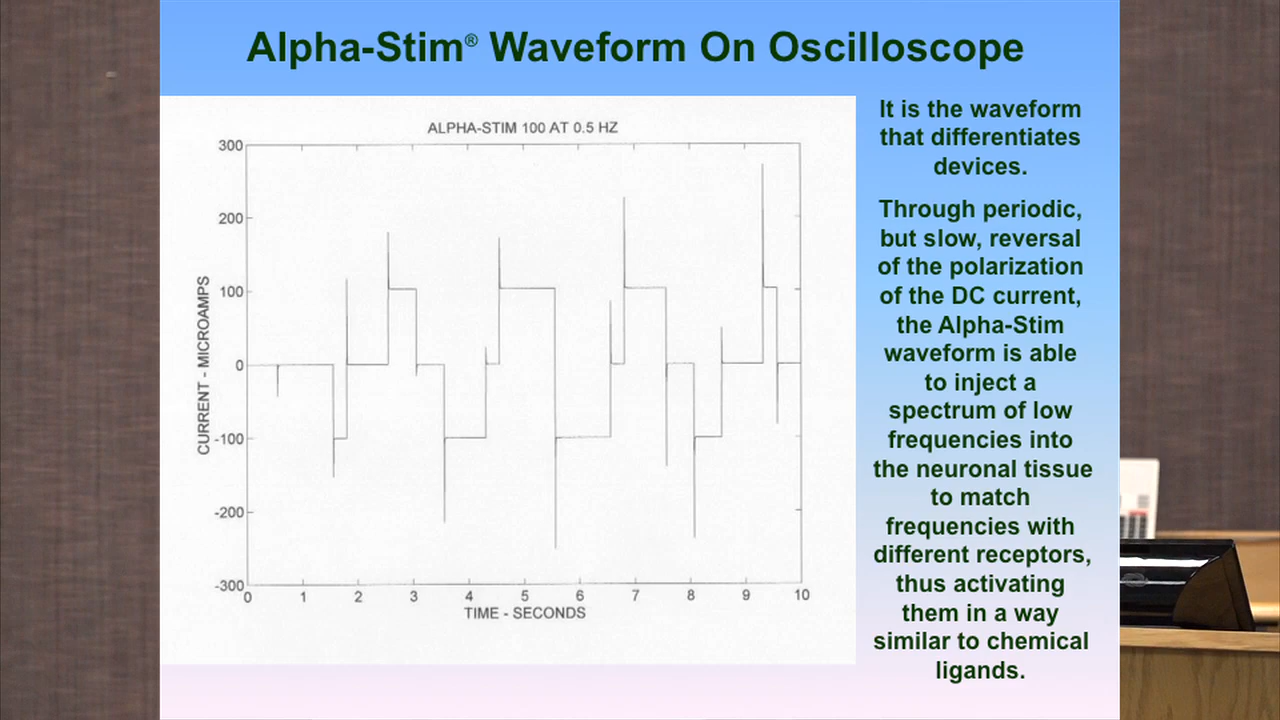 Alpha-Stim® Waveform On Oscilloscope
ALPHA-STIM 100 AT 0.5 HZ
300
200
100
0
-100
-200
-300
CURRENT - MICROAMPS
0 1 2 3 4 5 6 7 8 9 10
TIME - SECONDS
It is the waveform
that differentiates
devices.
Through periodic,
but slow, reversal
of the polarization
of the DC current,
the Alpha-Stim
waveform is able
to inject a
spectrum of low
frequencies into
the neuronal tissue
to match
frequencies with
different receptors,
thus activating
them in a way
similar to chemical
ligands.